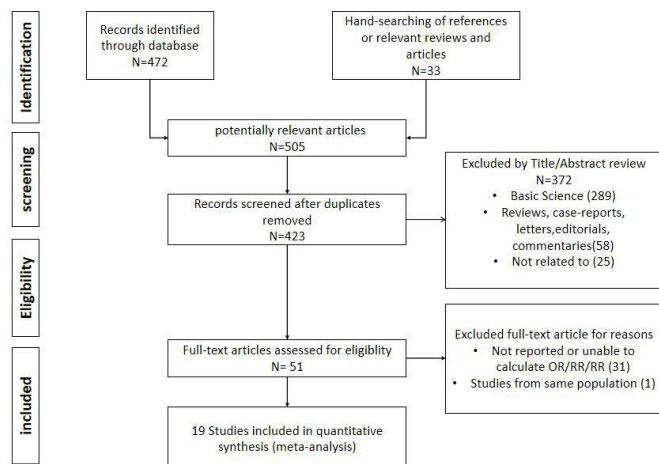 Identification
Records identified
through database
N=472
Hand-searching of references
or relevant reviews and
articles
N=33
potentially relevant articles
N=505
screening
Records screened after duplicates
removed
N=423
Excluded by Title/Abstract review
N=372
• Basic Science (289)
• Reviews, case-reports,
letters,editorials,
commentaries(58)
• Not related to (25)
Eligibility
Full-text articles assessed for eligiblity
N= 51
Excluded full-text article for reasons
• Not reported or unable to
calculate OR/RR/RR (31)
• Studies from same population (1)
included
19 Studies included in quantitative
synthesis (meta-analysis)